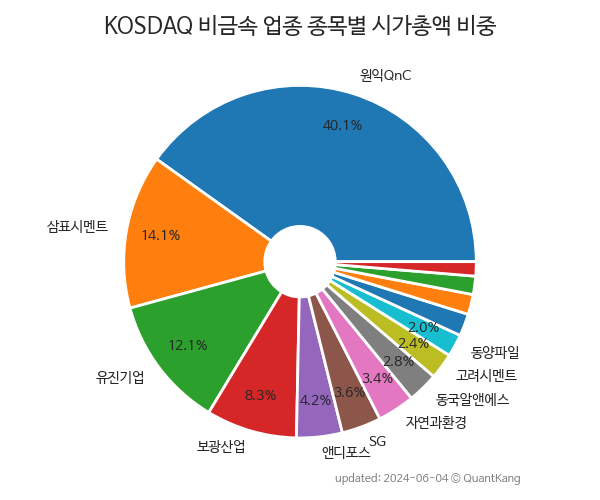 KOSDAQ 비금속 업종 종목별 시가총액 비중
원익QnC
40.1%
삼표시멘트
14.1%
유진기업
12.1%
보광산업
8.3%
앤디포스
4.2%
SG
3.6%
자연과환경
3.4%
동국알앤에스
2.8%
고려시멘트
2.4%
동양파일
2.0%
updated: 2024-06-04 © QuantKang